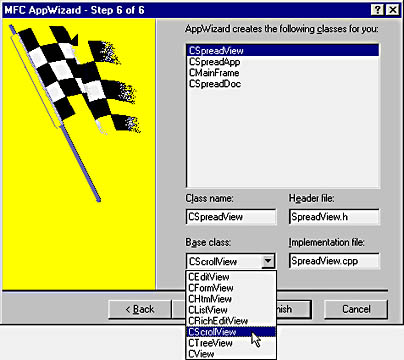 MFC AppWizard - Step 6 of 6
AppWizard creates the following classes for you:
CSpreadView
CSpreadApp
CMainFrame
CSpreadDoc
Class name:
Header file:
CSpreadView
SpreadView.h
Base class:
Implementation file:
CScrollView
SpreadView.cpp
CEditView
CFormView
CHtmlView
CListView
CRichEditView
CScrollView
CTreeView
CView
< Back
Cancel